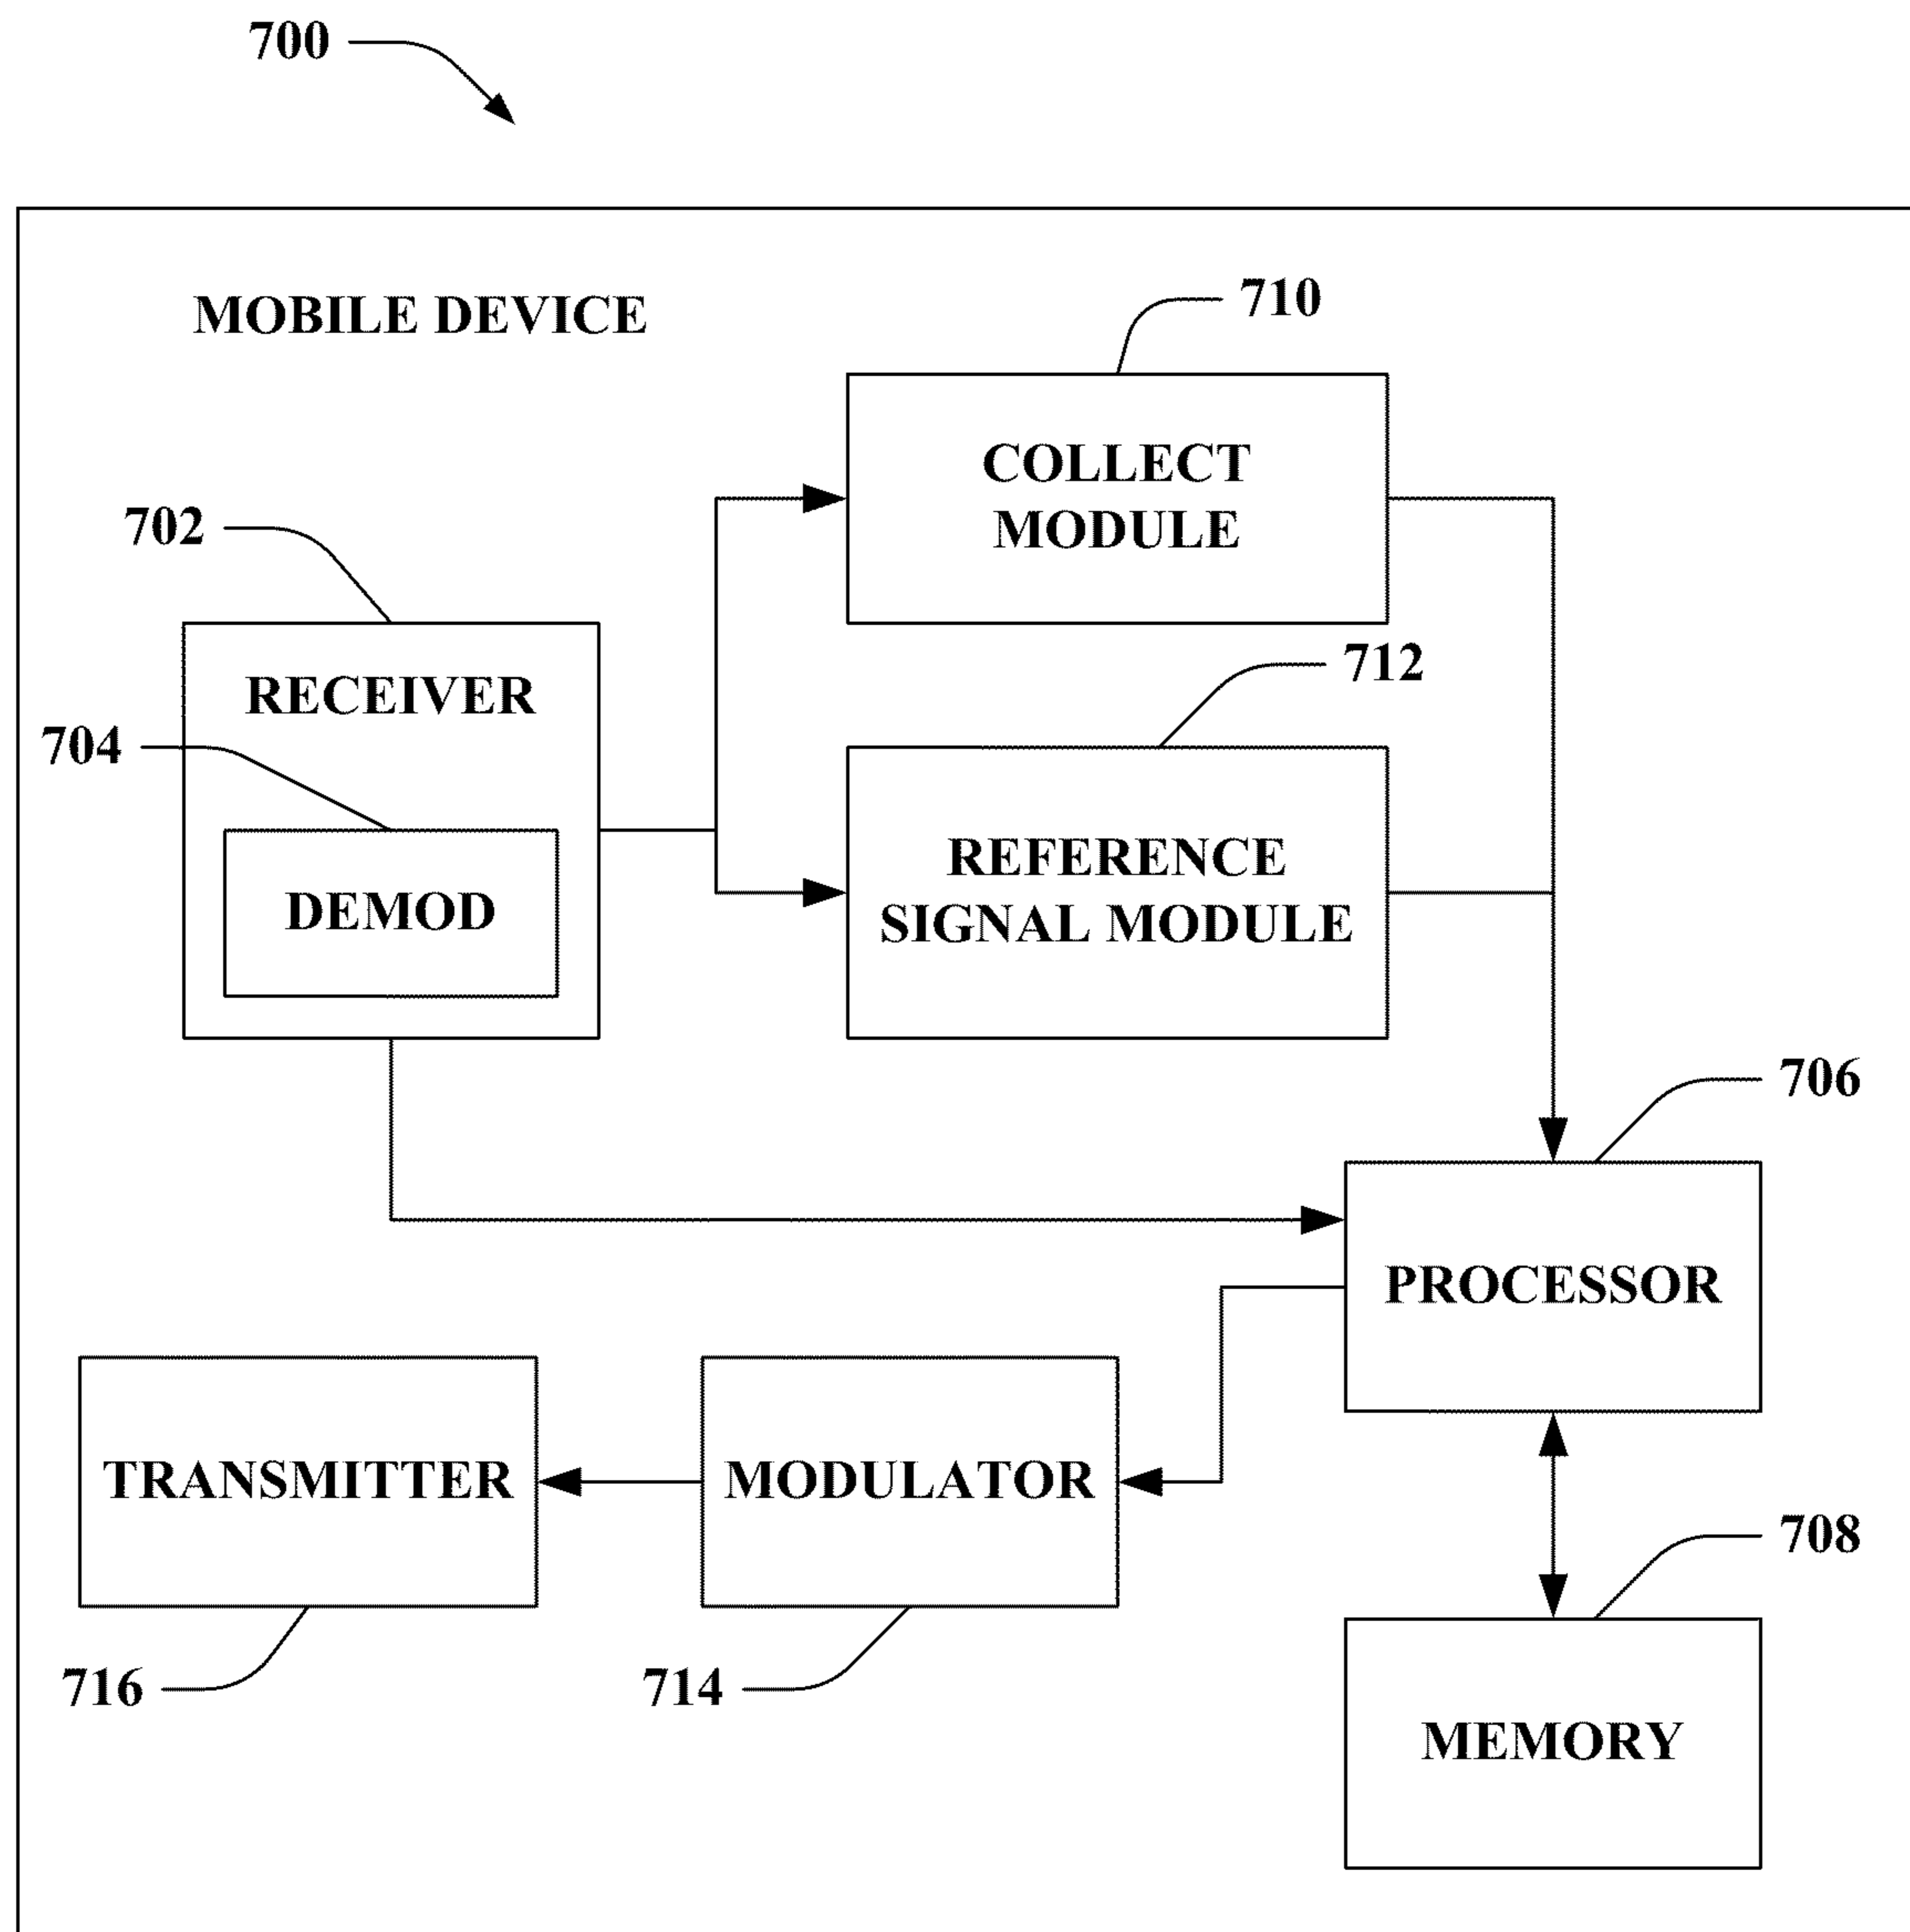 700
MOBILE DEVICE
710
COLLECT
MODULE
702
RECEIVER
712
704
DEMOD
REFERENCE
SIGNAL MODULE
706
PROCESSOR
TRANSMITTER
MODULATOR
708
716
714
MEMORY